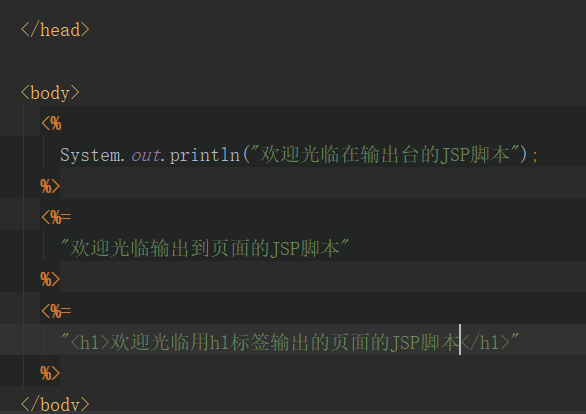 </head>
<body>
<%
System.out.println("欢迎光临在输出台的JSP脚本");
%>
<%=
"欢迎光临输出到页面的JSP脚本"
%>
<%=
"<h1>欢迎光临用h1标签输出的页面的JSP脚本</h1>"
%>
</body>